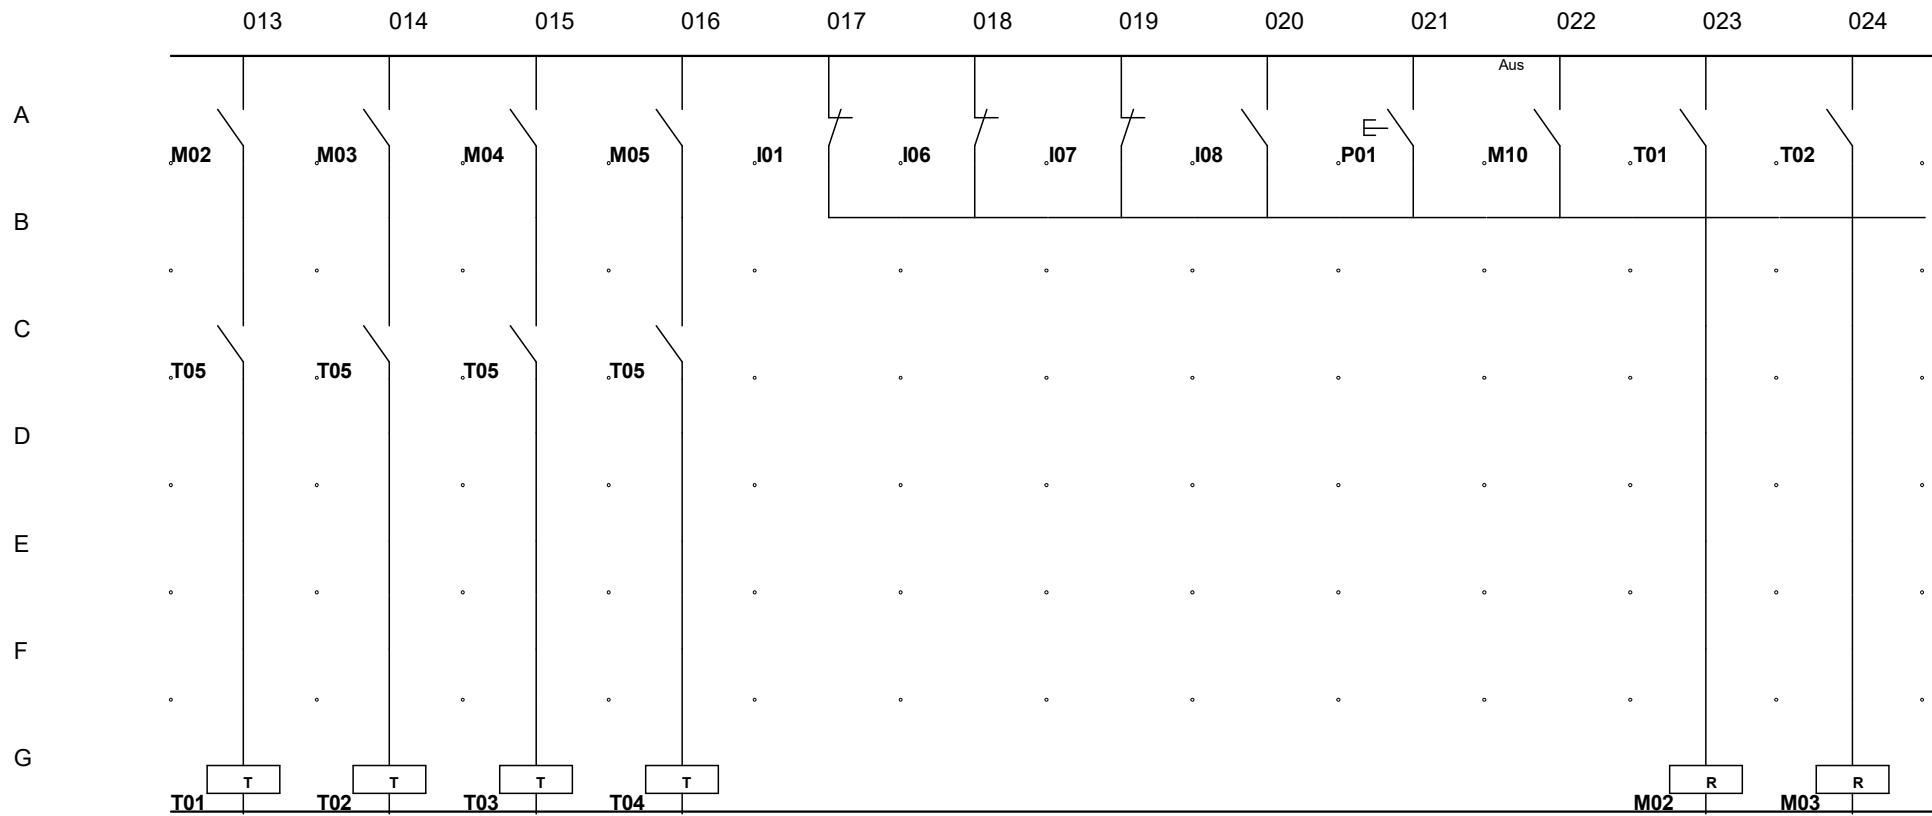 013 014 015 016 017 018 019 020 021 022 023 024
Aus
A
M02 M03 M04 M05 I01 I06 I07 I08 P01 M10 T01 T02
B
C
T05 T05 T05 T05
D
E
F
G
T T T T R R
T01 T02 T03 T04 M02 M03